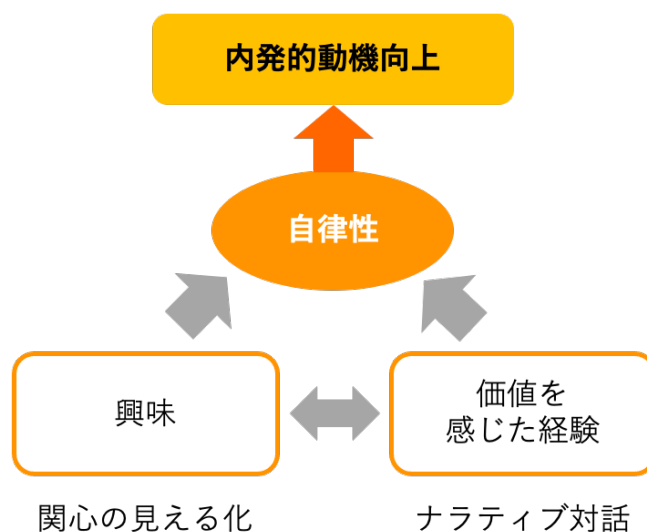 内発的動機向上
自律性
興味
価値を
感じた経験
関心の見える化
ナラティブ対話